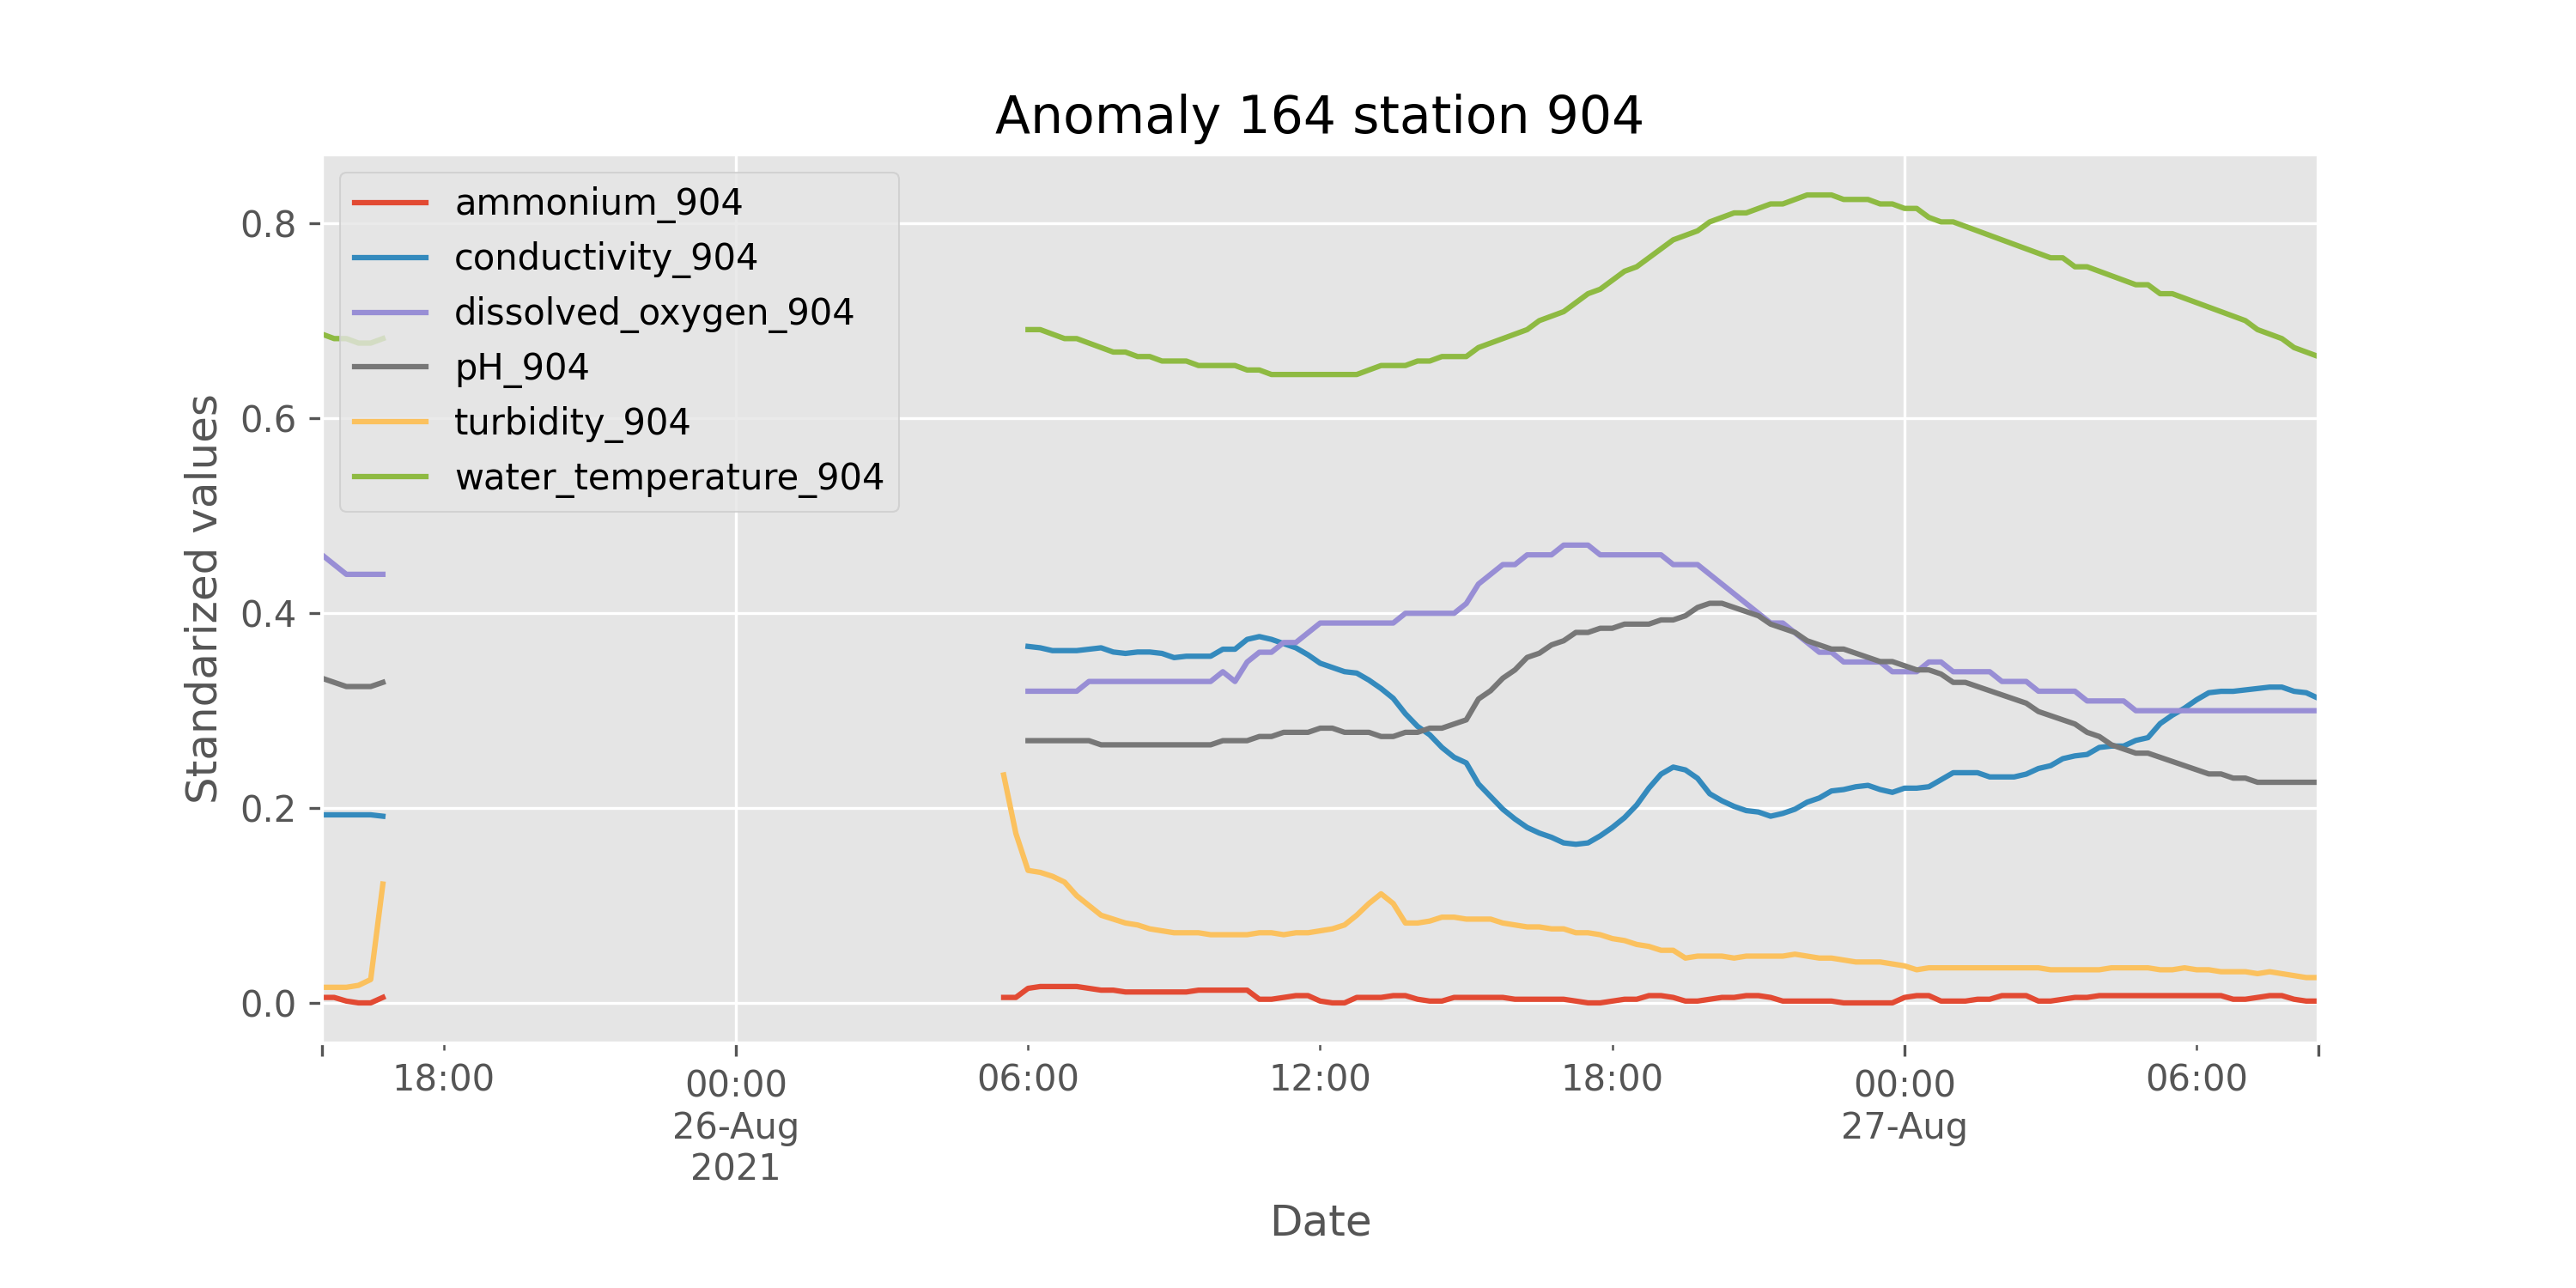 Anomaly 164 station 904
ammonium_904
conductivity_904
dissolved_oxygen_904
pH_904
turbidity_904
water_temperature_904
Standarized values
0.8
0.6
0.4
0.2
0.0
18:00
00:00
26-Aug
2021
06:00
12:00
18:00
00:00
27-Aug
06:00
Date